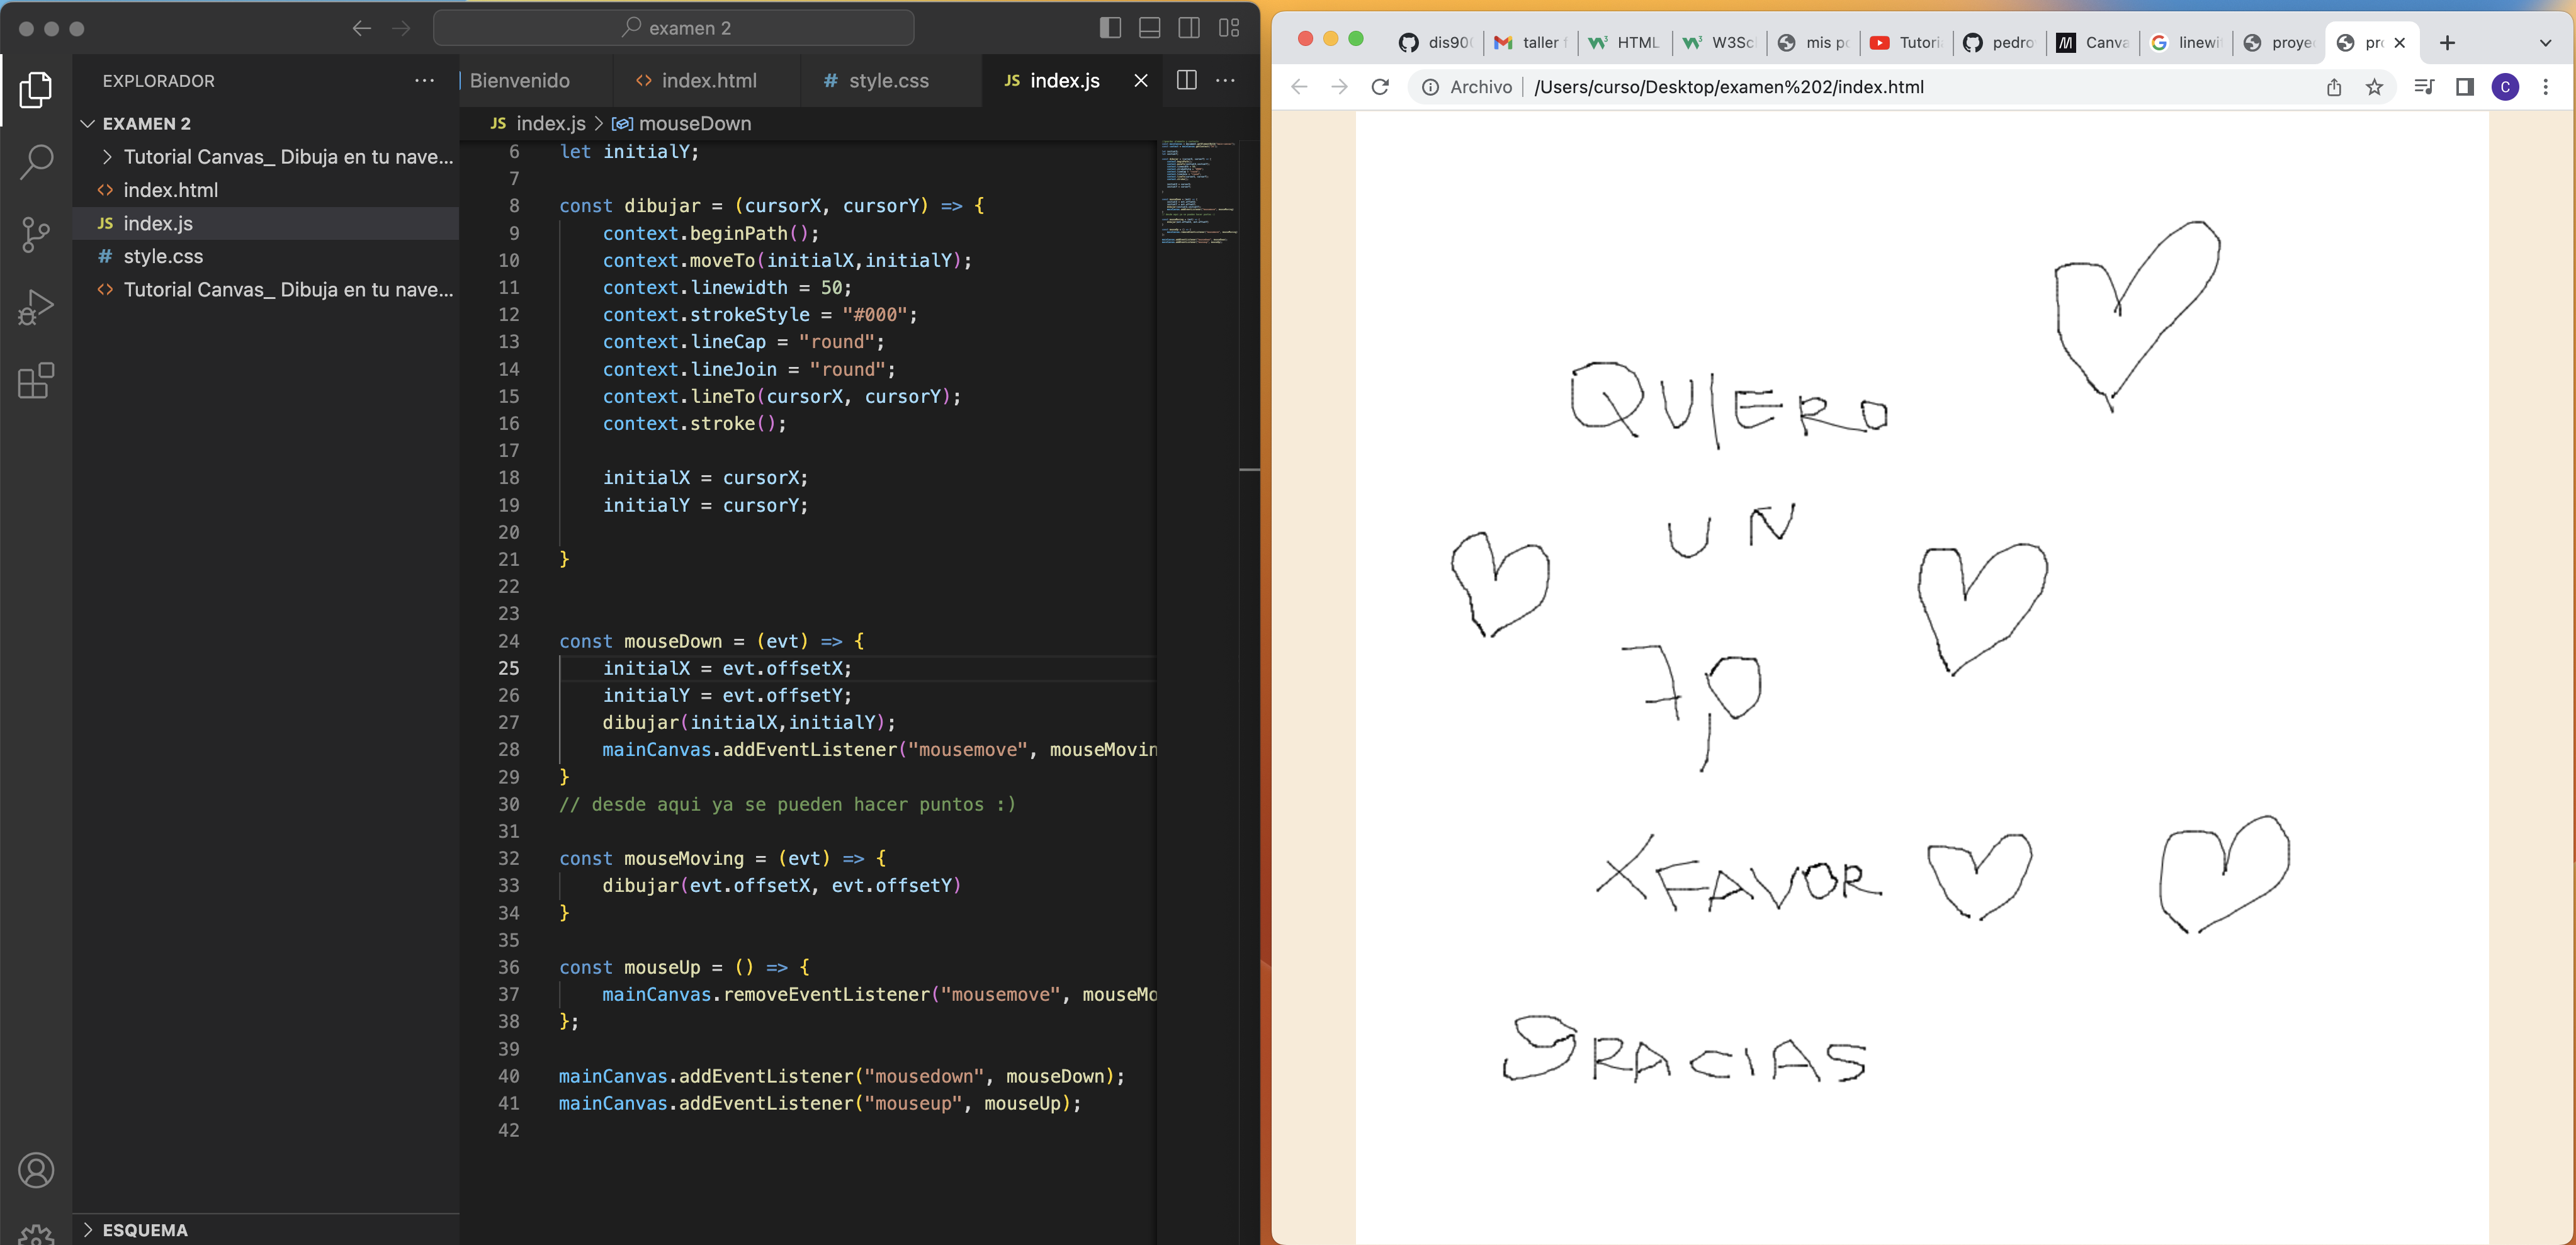 examen 2
EXPLORADOR
EXAMEN 2
Tutorial Canvas_ Dibuja en tu nave...
index.html
index.js
style.css
Tutorial Canvas_ Dibuja en tu nave...
ESQUEMA
Bienvenido
index.html
style.css
index.js
index.js > mouseDown
6 let initialY;
7
8 const dibujar = (cursorX, cursorY) => {
9 context.beginPath();
10 context.moveTo(initialX,initialY);
11 context.linewidth = 50;
12 context.strokeStyle = "#000";
13 context.lineCap = "round";
14 context.lineJoin = "round";
15 context.lineTo(cursorX, cursorY);
16 context.stroke();
17
18 initialX = cursorX;
19 initialY = cursorY;
20
21 }
22
23
24 const mouseDown = (evt) => {
25 initialX = evt.offsetX;
26 initialY = evt.offsetY;
27 dibujar(initialX,initialY);
28 mainCanvas.addEventListener("mousemove", mouseMovin
29 }
30 // desde aqui ya se pueden hacer puntos :)
31
32 const mouseMoving = (evt) => {
33 dibujar(evt.offsetX, evt.offsetY)
34 }
35
36 const mouseUp = () => {
37 mainCanvas.removeEventListener("mousemove", mouseMo
38 };
39
40 mainCanvas.addEventListener("mousedown", mouseDown);
41 mainCanvas.addEventListener("mouseup", mouseUp);
42
dis90 taller f HTML W3Sc mis p Tutori pedro Canva linewi proye pr
Archivo /Users/curso/Desktop/examen%202/index.html
C
QUIERO
UN
7,0
X FAVOR
GRACIAS